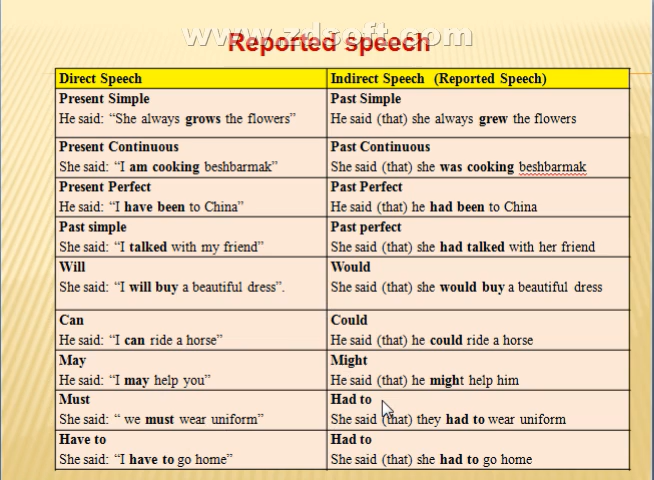 www.zdsoft.com
Reported speech
Direct Speech
Indirect Speech (Reported Speech)
Present Simple
He said: “She always grows the flowers”
Past Simple
He said (that) she always grew the flowers
Present Continuous
She said: “I am cooking beshbarmak”
Past Continuous
She said (that) she was cooking beshbarmak
Present Perfect
He said: “I have been to China”
Past Perfect
He said (that) he had been to China
Past simple
She said: “I talked with my friend”
Past perfect
She said (that) she had talked with her friend
Will
She said: “I will buy a beautiful dress”.
Would
She said (that) she would buy a beautiful dress
Can
He said: “I can ride a horse”
Could
He said (that) he could ride a horse
May
He said: “I may help you”
Might
He said (that) he might help him
Must
She said: “ we must wear uniform”
Had to
She said (that) they had to wear uniform
Have to
She said: “I have to go home”
Had to
She said (that) she had to go home